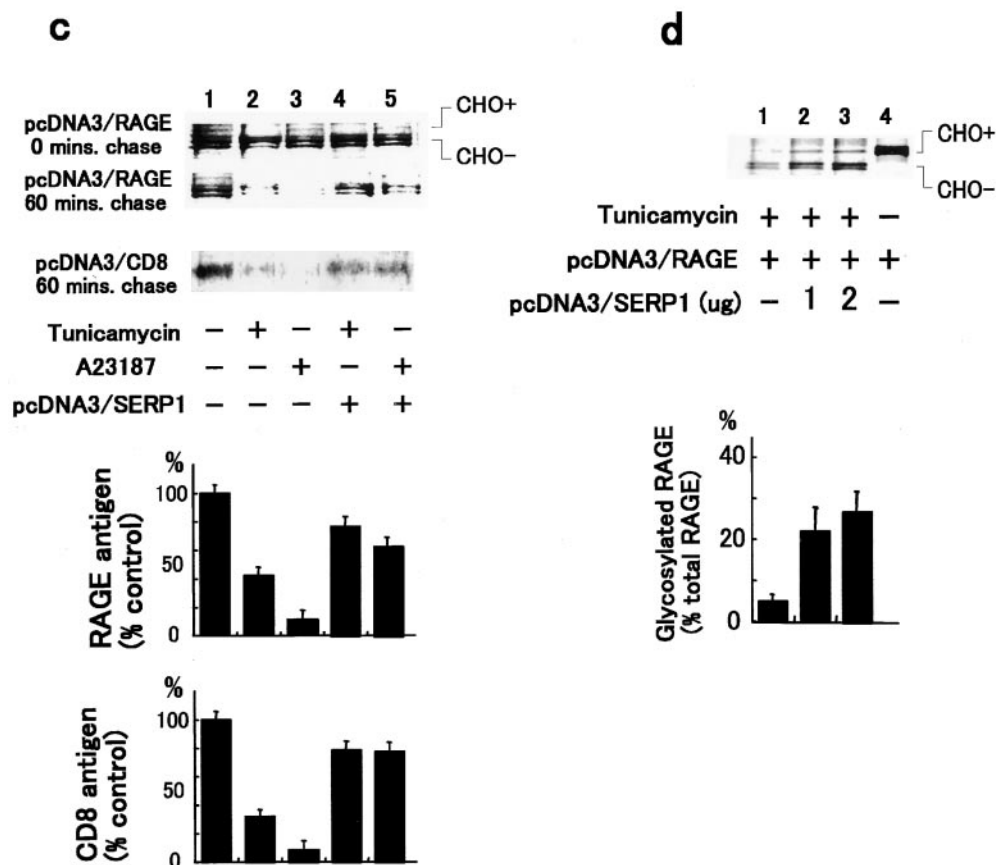 c
1 2 3 4 5
pcDNA3/RAGE
0 mins. chase
CHO+
CHO−
pcDNA3/RAGE
60 mins. chase
pcDNA3/CD8
60 mins. chase
Tunicamycin − + − + −
A23187 − − + − +
pcDNA3/SERP1 − − − + +
%
100
50
0
RAGE antigen
(% control)
%
100
50
0
CD8 antigen
(% control)
d
1 2 3 4
CHO+
CHO−
Tunicamycin + + + −
pcDNA3/RAGE + + + +
pcDNA3/SERP1 (ug) − 1 2 −
%
40
20
0
Glycosylated RAGE
(% total RAGE)